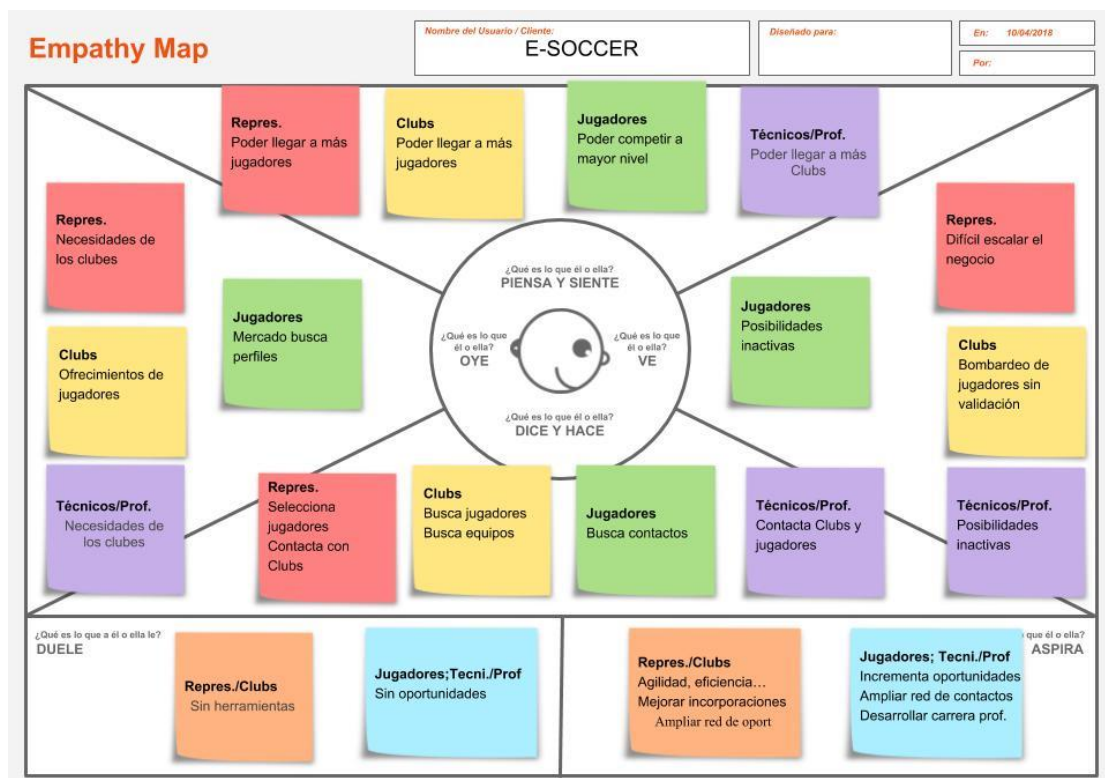 Empathy Map
Nombre del Usuario / Cliente:
E-SOCCER
Diseñado para:
En: 10/04/2018
Por:
Repres.
Poder llegar a más
jugadores
Clubs
Poder llegar a más
jugadores
Jugadores
Poder competir a
mayor nivel
Técnicos/Prof.
Poder llegar a más
Clubs
Repres.
Necesidades de
los clubes
Jugadores
Mercado busca
perfiles
Clubs
Ofrecimientos de
jugadores
Técnicos/Prof.
Necesidades de
los clubes
¿Qué es lo que él o ella?
PIENSA Y SIENTE
¿Qué es lo que
él o ella?
OYE
¿Qué es lo que
él o ella?
VE
¿Qué es lo que él o ella?
DICE Y HACE
Repres.
Difícil escalar el
negocio
Jugadores
Posibilidades
inactivas
Clubs
Bombardeo de
jugadores sin
validación
Técnicos/Prof.
Posibilidades
inactivas
Repres.
Selecciona
jugadores
Contacta con
Clubs
Clubs
Busca jugadores
Busca equipos
Jugadores
Busca contactos
Técnicos/Prof.
Contacta Clubs y
jugadores
¿Qué es lo que a él o ella le?
DUELE
Repres./Clubs
Sin herramientas
Jugadores;Tecni./Prof
Sin oportunidades
que él o ella?
ASPIRA
Repres./Clubs
Agilidad, eficiencia…
Mejorar incorporaciones
Ampliar red de oport
Jugadores; Tecni./Prof
Incrementa oportunidades
Ampliar red de contactos
Desarrollar carrera prof.